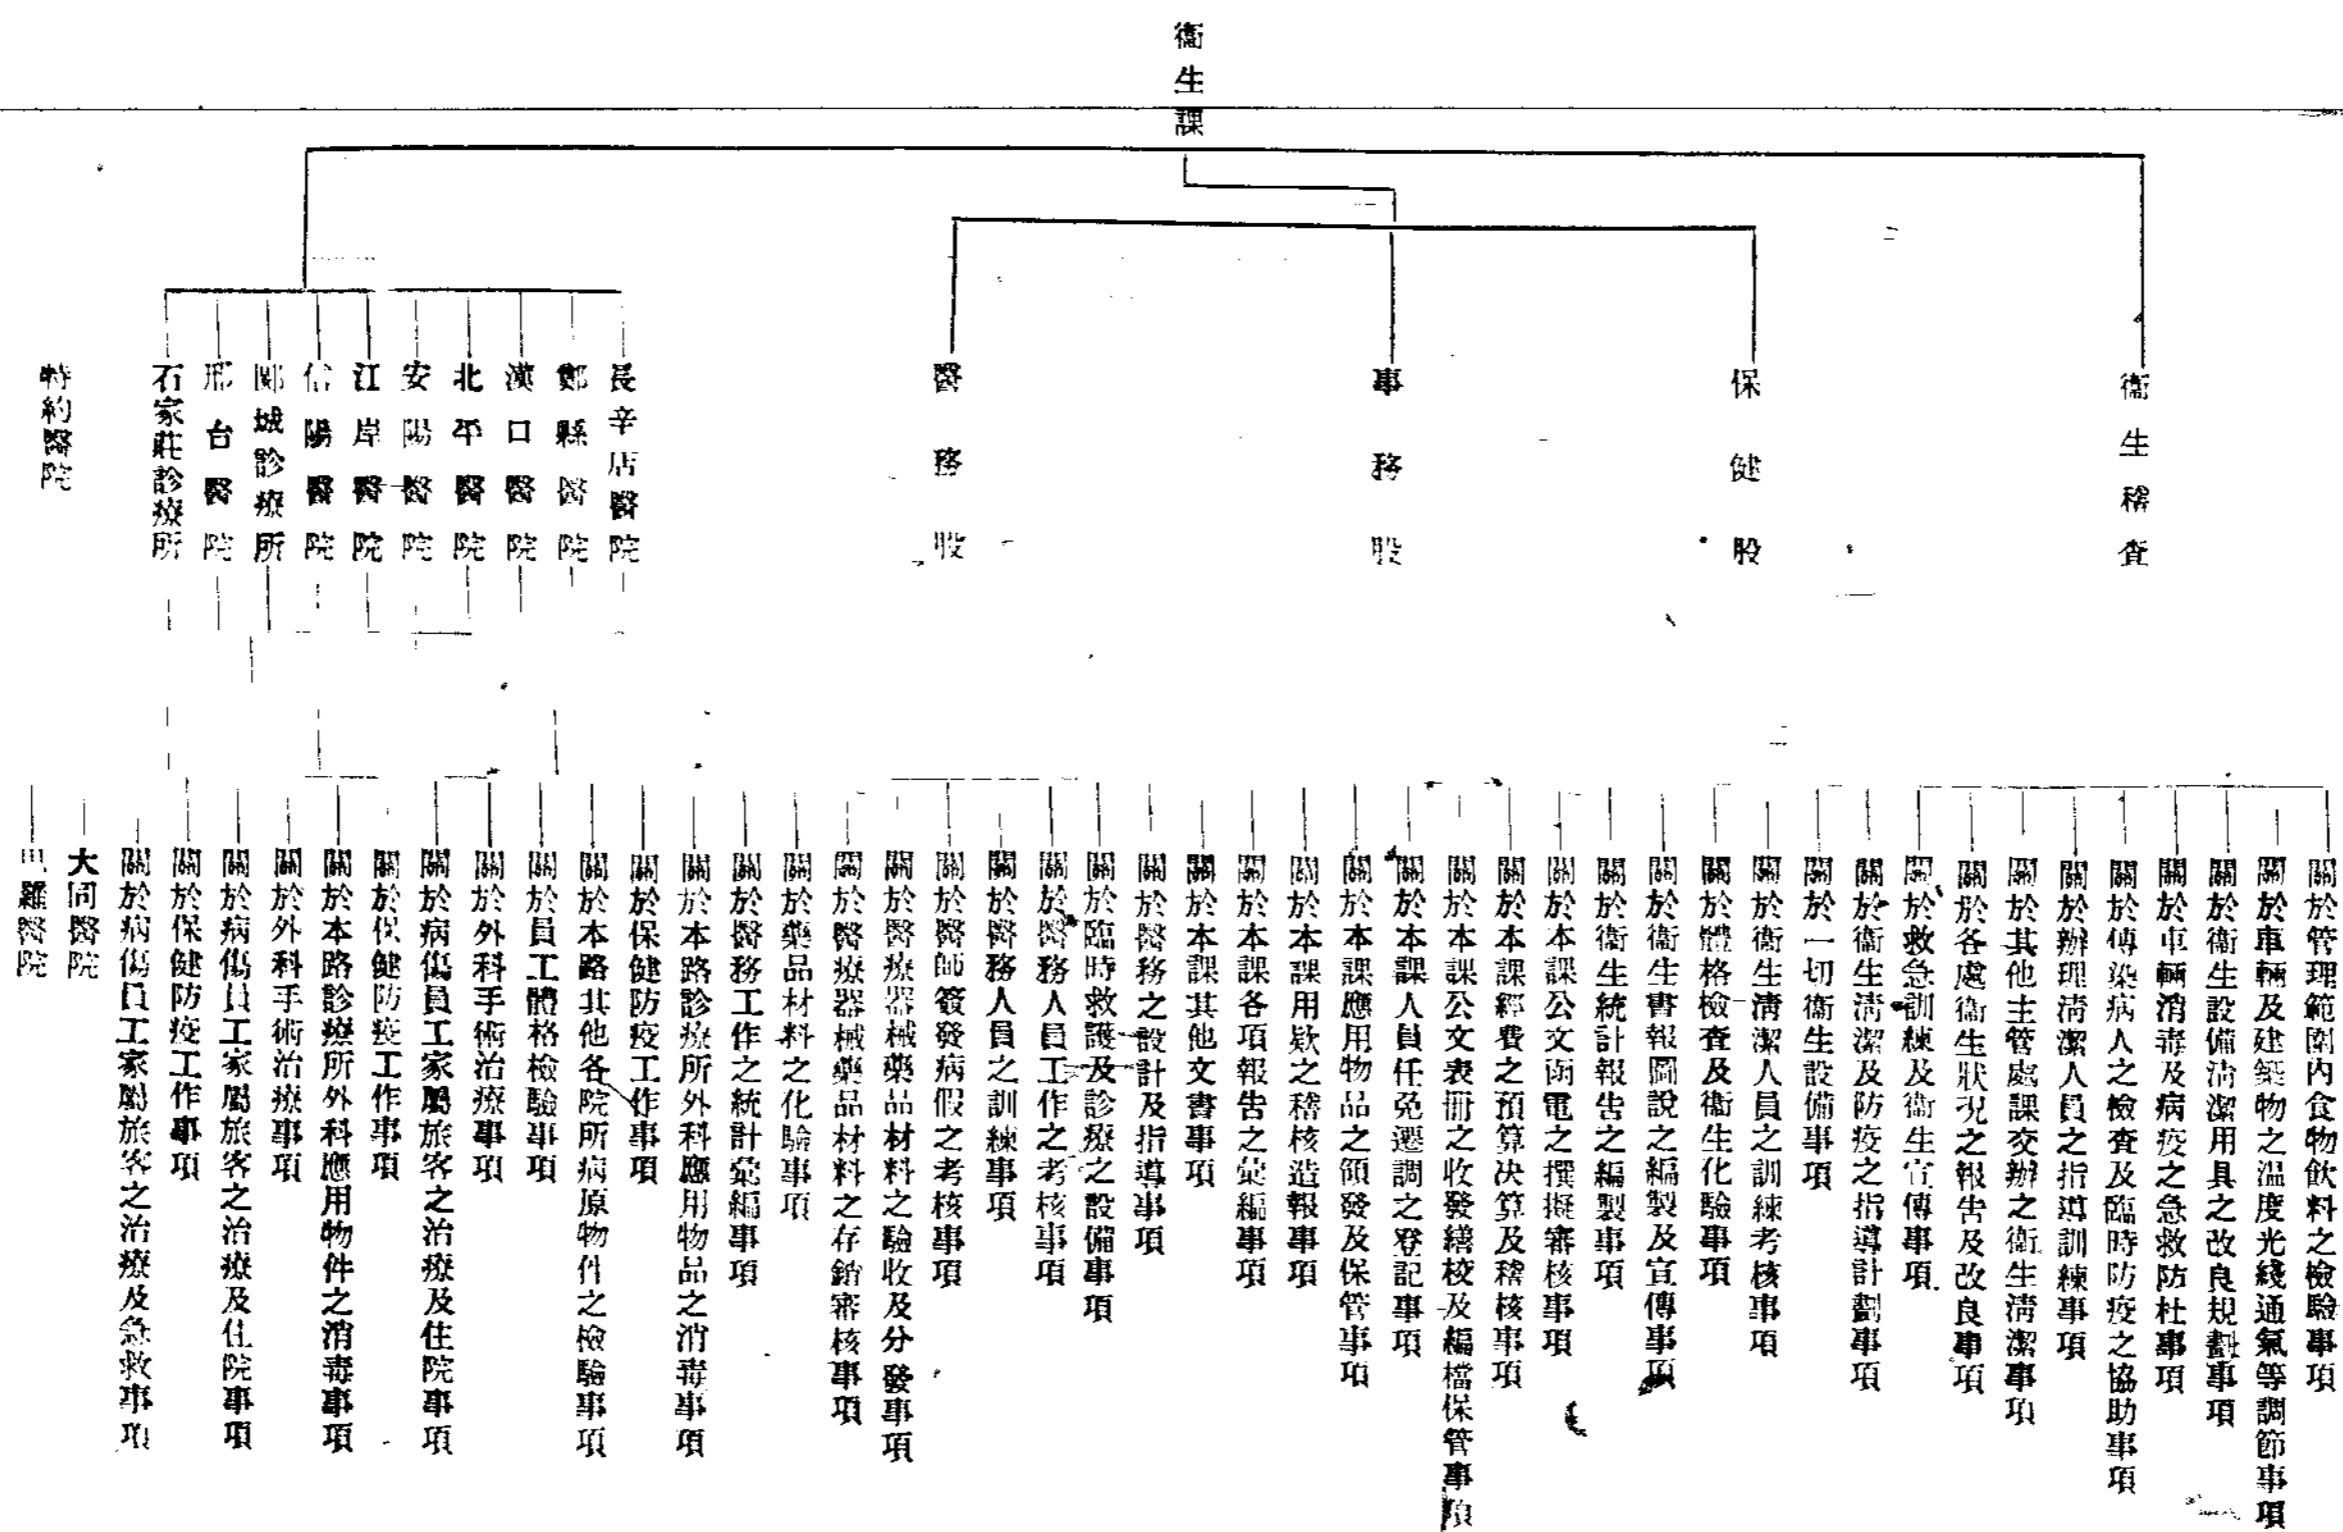 衞生課
衞生稽查
保健股
事務股
醫務股
長辛店醫院
鄭縣醫院
漢口醫院
北平醫院
安陽醫院
江岸醫院
信陽醫院
郾城診療所
邢台醫院
石家莊診療所
特約醫院
關於管理範圍內食物飲料之檢驗事項
關於車輛及建築物之温度光綫通氣等調節事項
關於衞生設備清潔用具之改良規劃事項
關於車輛消毒及病疫之急救防杜事項
關於傳染病人之檢查及臨時防疫之協助事項
關於辦理清潔人員之指導訓練事項
關於其他主管處課交辦之衞生清潔事項
關於各處衞生狀况之報告及改良事項
關於救急訓練及衞生宣傳事項
關於衞生清潔及防疫之指導計劃事項
關於一切衞生設備事項
關於衞生清潔人員之訓練考核事項
關於體格檢查及衞生化驗事項
關於衞生書報圖說之編製及宣傳事項
關於衞生統計報告之編製事項
關於本課公文函電之撰擬審核事項
關於本課經費之預算决算及稽核事項
關於本課公文表冊之收發繕校及編檔保管事項
關於本課人員任免遷調之登記事項
關於本課應用物品之領發及保管事項
關於本課用欵之稽核造報事項
關於本課各項報告之彙編事項
關於本課其他文書事項
關於醫務之設計及指導事項
關於臨時救護及診療之設備事項
關於醫務人員工作之考核事項
關於醫務人員之訓練事項
關於醫師簽發病假之考核事項
關於醫療器械藥品材料之驗收及分發事項
關於醫療器械藥品材料之存銷審核事項
關於藥品材料之化驗事項
關於醫務工作之統計彙編事項
關於本路診療所外科應用物品之消毒事項
關於保健防疫工作事項
關於本路其他各院所病原物件之檢驗事項
關於員工體格檢驗事項
關於外科手術治療事項
關於病傷員工家屬旅客之治療及住院事項
關於保健防疫工作事項
關於本路診療所外科應用物件之消毒事項
關於外科手術治療事項
關於病傷員工家屬旅客之治療及住院事項
關於保健防疫工作事項
關於病傷員工家屬旅客之治療及急救事項
大同醫院
羅醫院